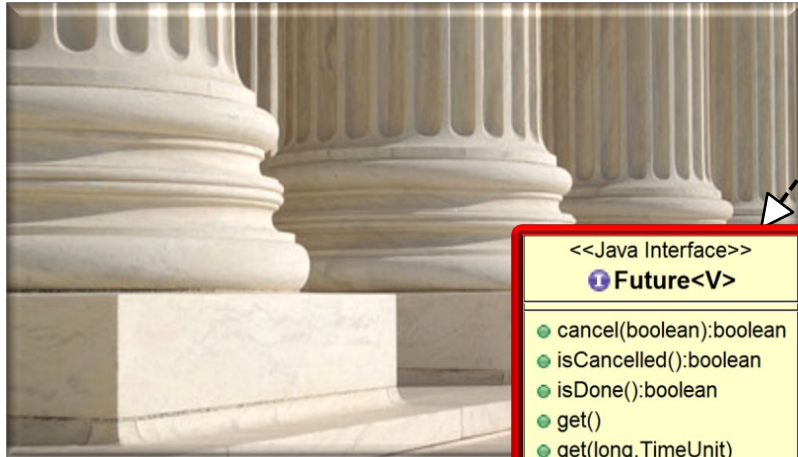 <<Java Interface>>
I Future<V>
cancel(boolean):boolean
isCancelled():boolean
isDone():boolean
get()
get(long,TimeUnit)